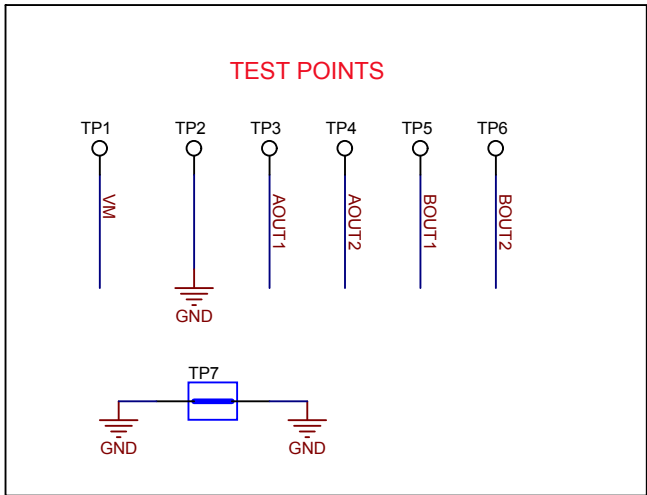 TEST POINTS
TP1 TP2 TP3 TP4 TP5 TP6
VM AOUT1 AOUT2 BOUT1 BOUT2
GND
TP7
GND GND